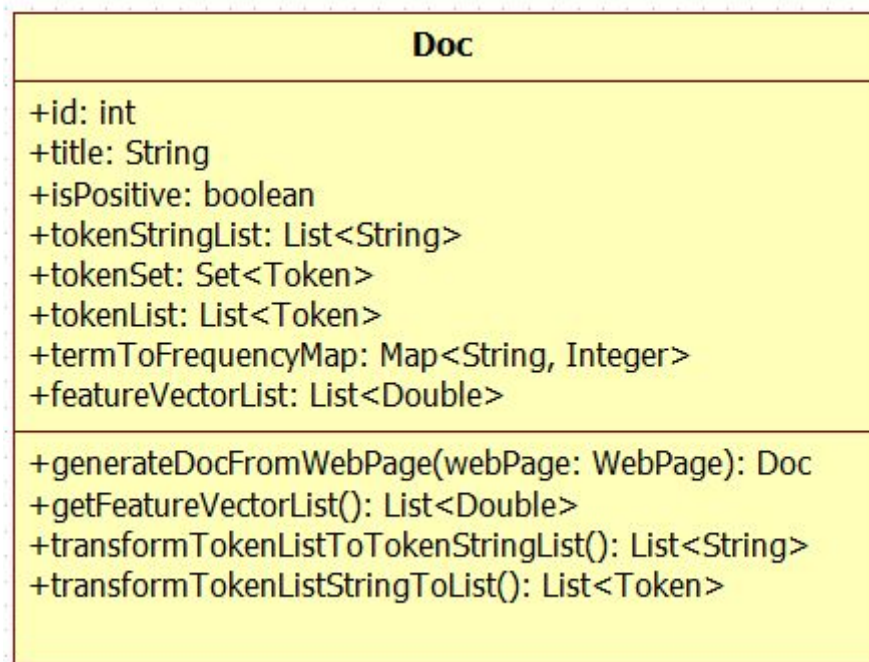 Doc
+id: int
+title: String
+isPositive: boolean
+tokenStringList: List<String>
+tokenSet: Set<Token>
+tokenList: List<Token>
+termToFrequencyMap: Map<String, Integer>
+featureVectorList: List<Double>
+generateDocFromWebPage(webPage: WebPage): Doc
+getFeatureVectorList(): List<Double>
+transformTokenListToTokenStringList(): List<String>
+transformTokenListStringToList(): List<Token>